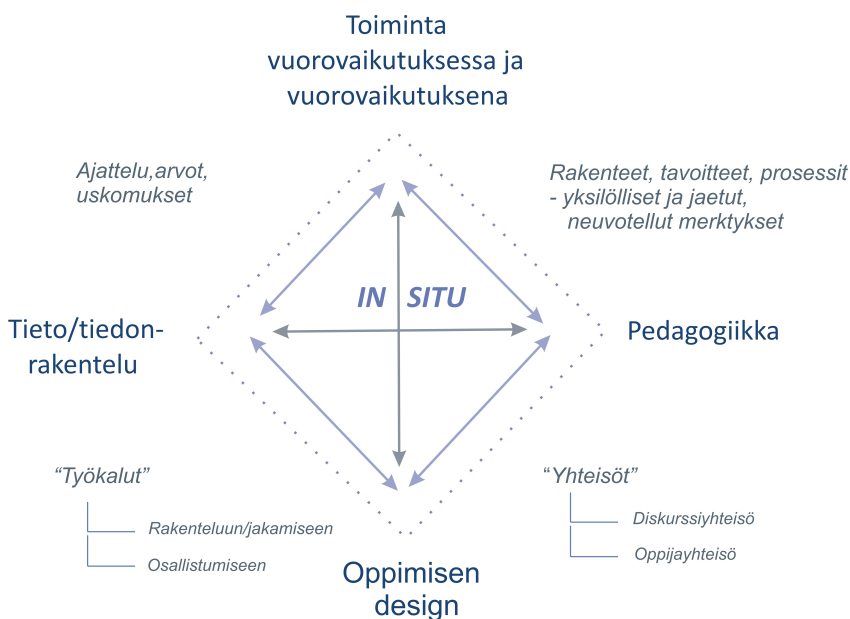 Toiminta
vuorovaikutuksessa ja
vuorovaikutuksena
Ajattelu,arvot,
uskomukset
Rakenteet, tavoitteet, prosessit
- yksilölliset ja jaetut,
neuvotellut merktykset
IN SITU
Tieto/tiedon-
rakentelu
Pedagogiikka
“Työkalut”
Rakenteluun/jakamiseen
Osallistumiseen
“Yhteisöt”
Diskurssiyhteisö
Oppijayhteisö
Oppimisen
design